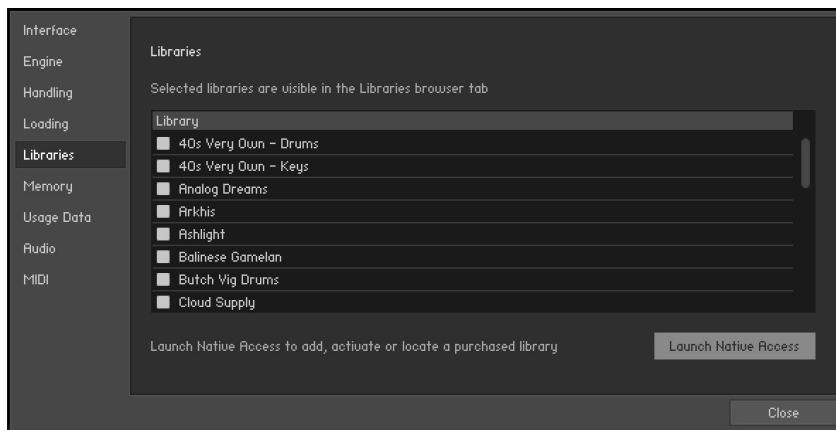 Interface
Engine
Handling
Loading
Libraries
Memory
Usage Data
Audio
MIDI
Libraries
Selected libraries are visible in the Libraries browser tab
Library
40s Very Own - Drums
40s Very Own - Keys
Analog Dreams
Arkhis
Ashlight
Balinese Gamelan
Butch Vig Drums
Cloud Supply
Launch Native Access to add, activate or locate a purchased library
Launch Native Access
Close